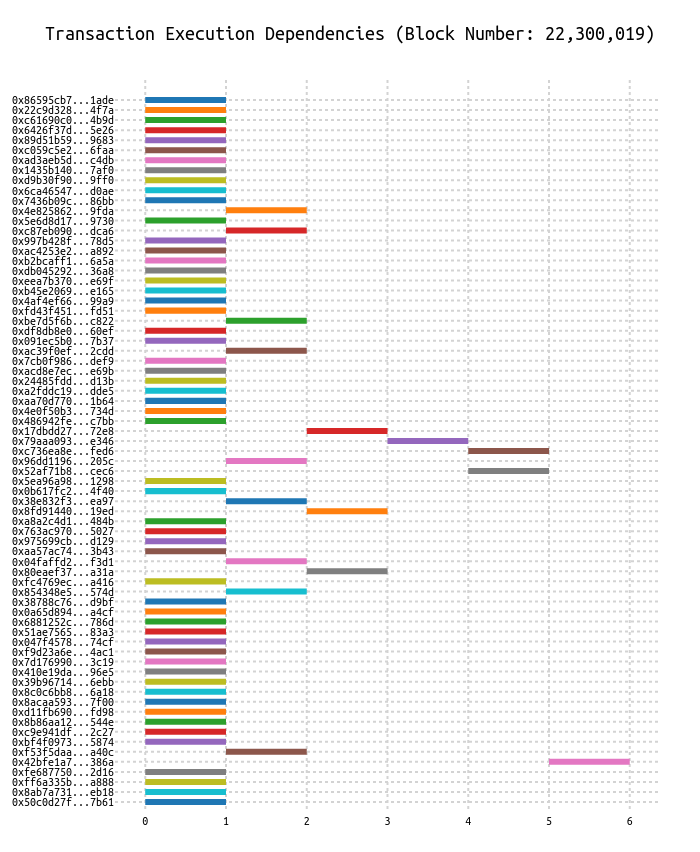 Transaction Execution Dependencies (Block Number: 22,300,019)
0x86595cb7...1ade
0x22c9d328...4f7a
0xc61690c0...4b9d
0x6426f37d...5e26
0x89d51b59...9683
0xc059c5e2...6faa
0xad3aeb5d...c4db
0x1435b140...7af0
0xd9b30f90...9ff0
0x6ca46547...d0ae
0x7436b09c...86bb
0x4e825862...9fda
0x5e6d8d17...9730
0xc87eb090...dca6
0x997b428f...78d5
0xac4253e2...a892
0xb2bcaff1...6a5a
0xdb045292...36a8
0xeea7b370...e69f
0xb45e2069...e165
0x4af4ef66...99a9
0xfd43f451...fd51
0xbe7d5f6b...c822
0xdf8db8e0...60ef
0x091ec5b0...7b37
0xac39f0ef...2cdd
0x7cb0f986...def9
0xacd8e7ec...e69b
0x24485fdd...d13b
0xa2fddc19...dde5
0xaa70d770...1b64
0x4e0f50b3...734d
0x486942fe...c7bb
0x17dbdd27...72e8
0x79aaa093...e346
0xc736ea8e...fed6
0x96dd1196...205c
0x52af71b8...cec6
0x5ea96a98...1298
0x0b617fc2...4f40
0x38e832f3...ea97
0x8fd91440...19ed
0xa8a2c4d1...484b
0x763ac970...5027
0x975699cb...d129
0xaa57ac74...3b43
0x04faffd2...f3d1
0x80eaef37...a31a
0xfc4769ec...a416
0x854348e5...574d
0x38788c76...d9bf
0x0a65d894...a4cf
0x6881252c...786d
0x51ae7565...83a3
0x047f4578...74cf
0xf9d23a6e...4ac1
0x7d176990...3c19
0x410e19da...96e5
0x39b96714...6ebb
0x8c0c6bb8...6a18
0x8acaa593...7f00
0xd11fb690...fd98
0x8b86aa12...544e
0xc9e941df...2c27
0xbf4f0973...5874
0xf53f5daa...a40c
0x42bfe1a7...386a
0xfe687750...2d16
0xff6a335b...a888
0x8ab7a731...eb18
0x50c0d27f...7b61
0 1 2 3 4 5 6